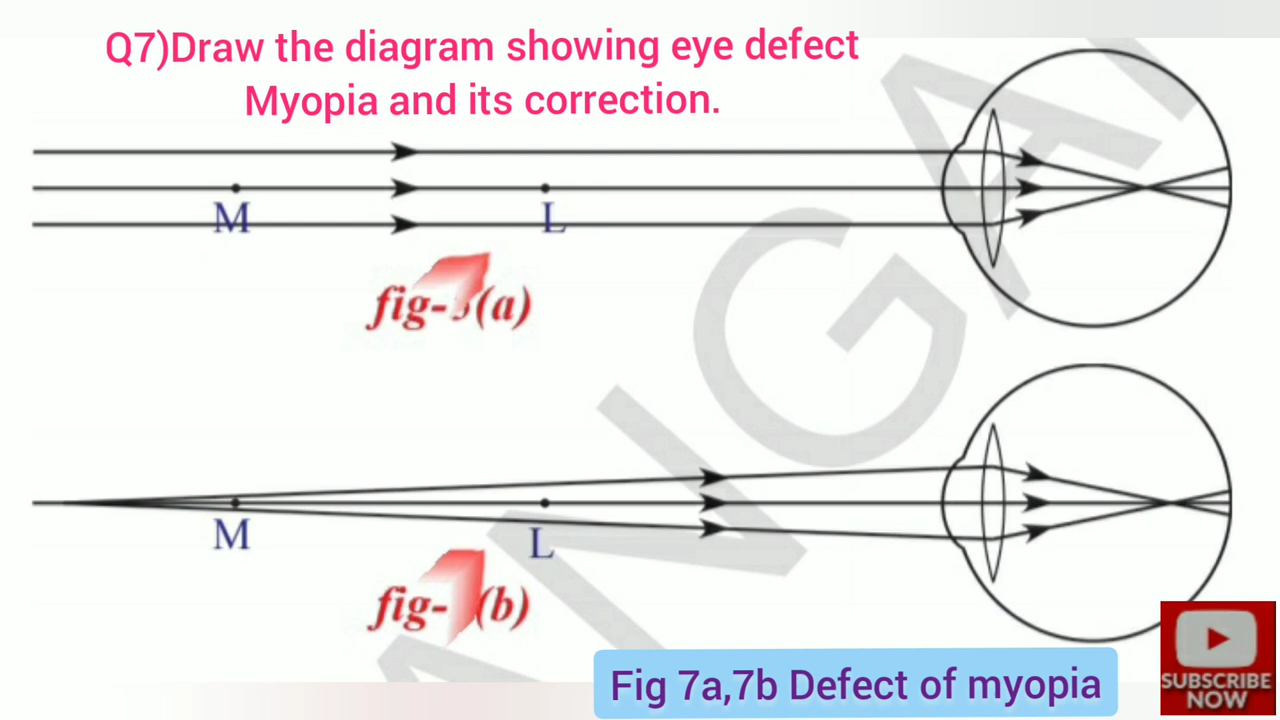 Q7)Draw the diagram showing eye defect
Myopia and its correction.
M
L
fig- (a)
M
L
fig- (b)
Fig 7a,7b Defect of myopia
SUBSCRIBE
NOW